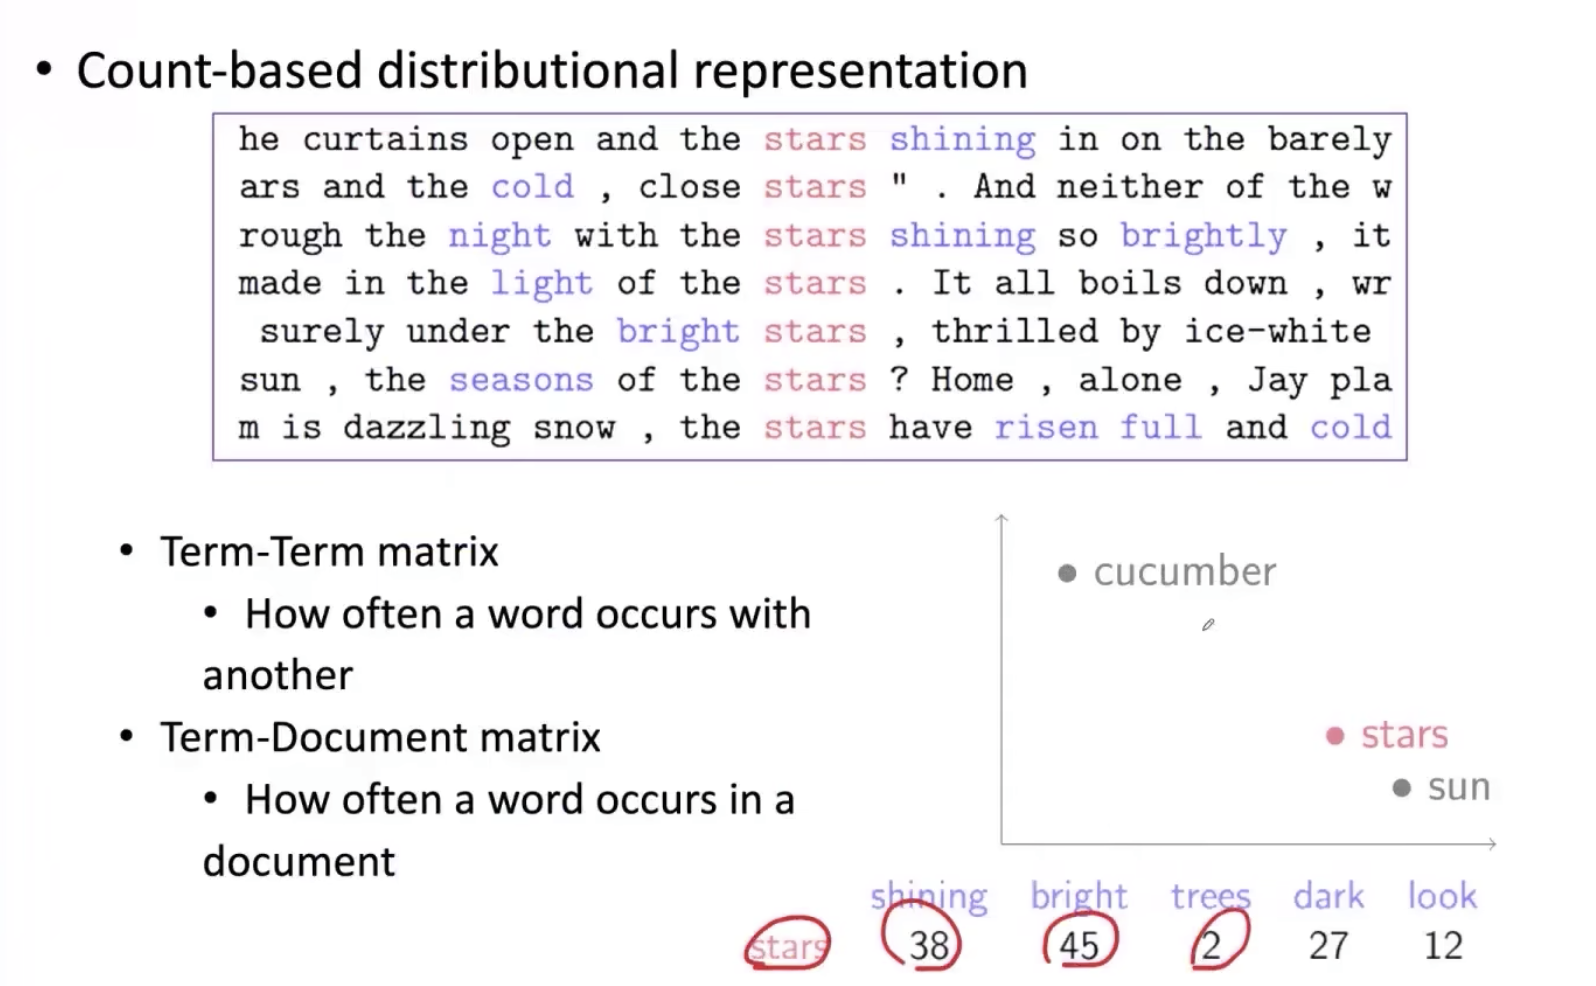 • Count-based distributional representation
he curtains open and the stars shining in on the barely
ars and the cold , close stars " . And neither of the w
rough the night with the stars shining so brightly , it
made in the light of the stars . It all boils down , wr
surely under the bright stars , thrilled by ice-white
sun , the seasons of the stars ? Home , alone , Jay pla
m is dazzling snow , the stars have risen full and cold
• Term-Term matrix
• How often a word occurs with
another
• Term-Document matrix
• How often a word occurs in a
document
cucumber
stars
sun
shining bright trees dark look
stars 38 45 2 27 12